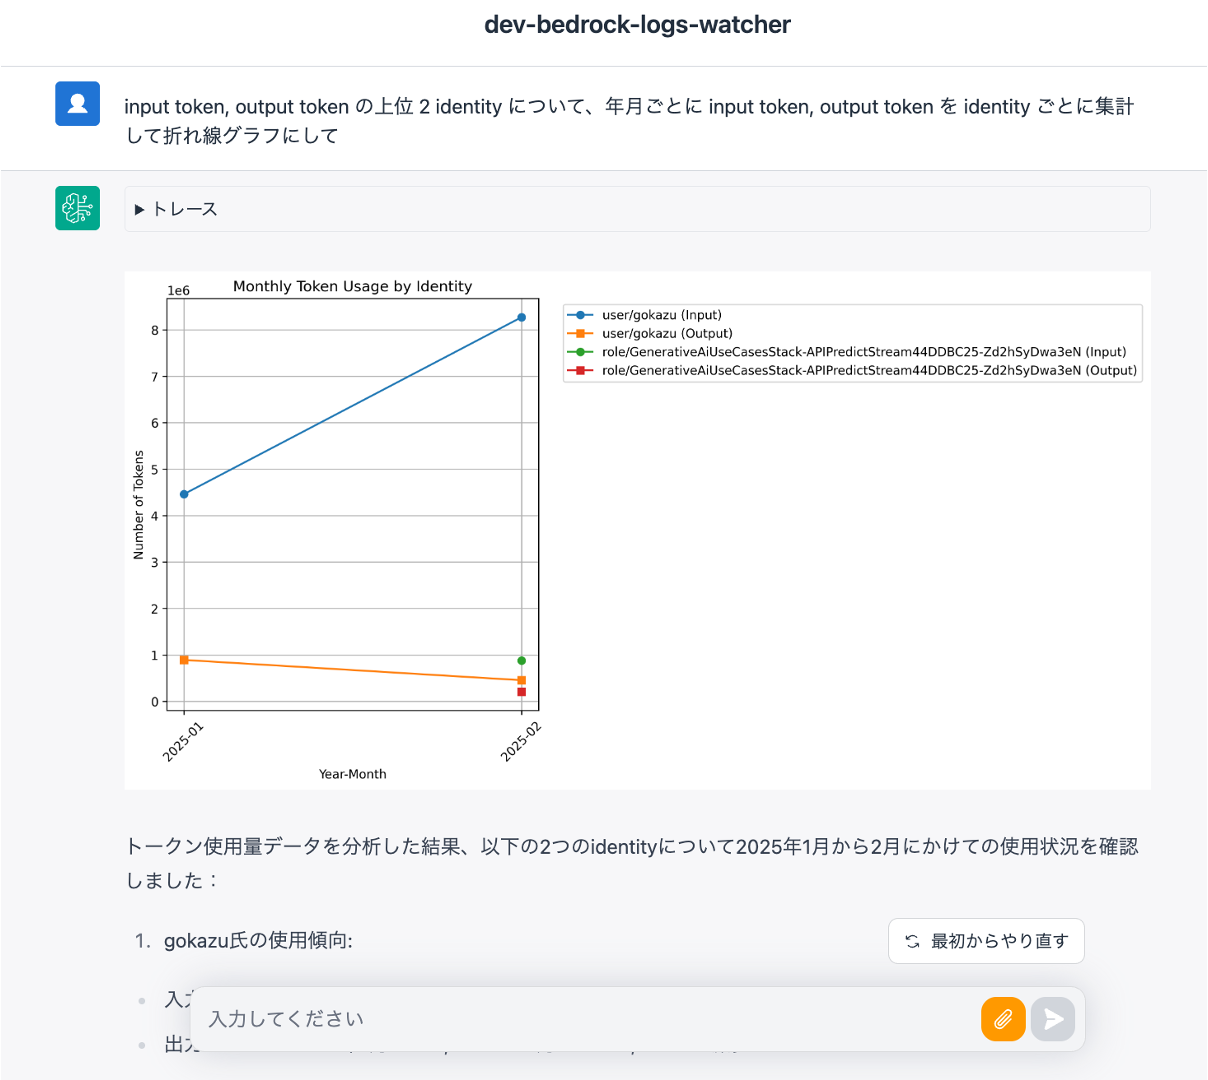 dev-bedrock-logs-watcher
input token, output token の上位 2 identity について、年月ごとに input token, output token を identity ごとに集計
して折れ線グラフにして
トレース
Monthly Token Usage by Identity
1e6
8
7
6
5
4
3
2
1
0
Number of Tokens
2025-01
2025-02
Year-Month
user/gokazu (Input)
user/gokazu (Output)
role/GenerativeAiUseCasesStack-APIPredictStream44DDBC25-Zd2hSyDwa3eN (Input)
role/GenerativeAiUseCasesStack-APIPredictStream44DDBC25-Zd2hSyDwa3eN (Output)
トークン使用量データを分析した結果、以下の2つのidentityについて2025年1月から2月にかけての使用状況を確認
しました：
1. gokazu氏の使用傾向:
最初からやり直す
入力
入力してください
出力